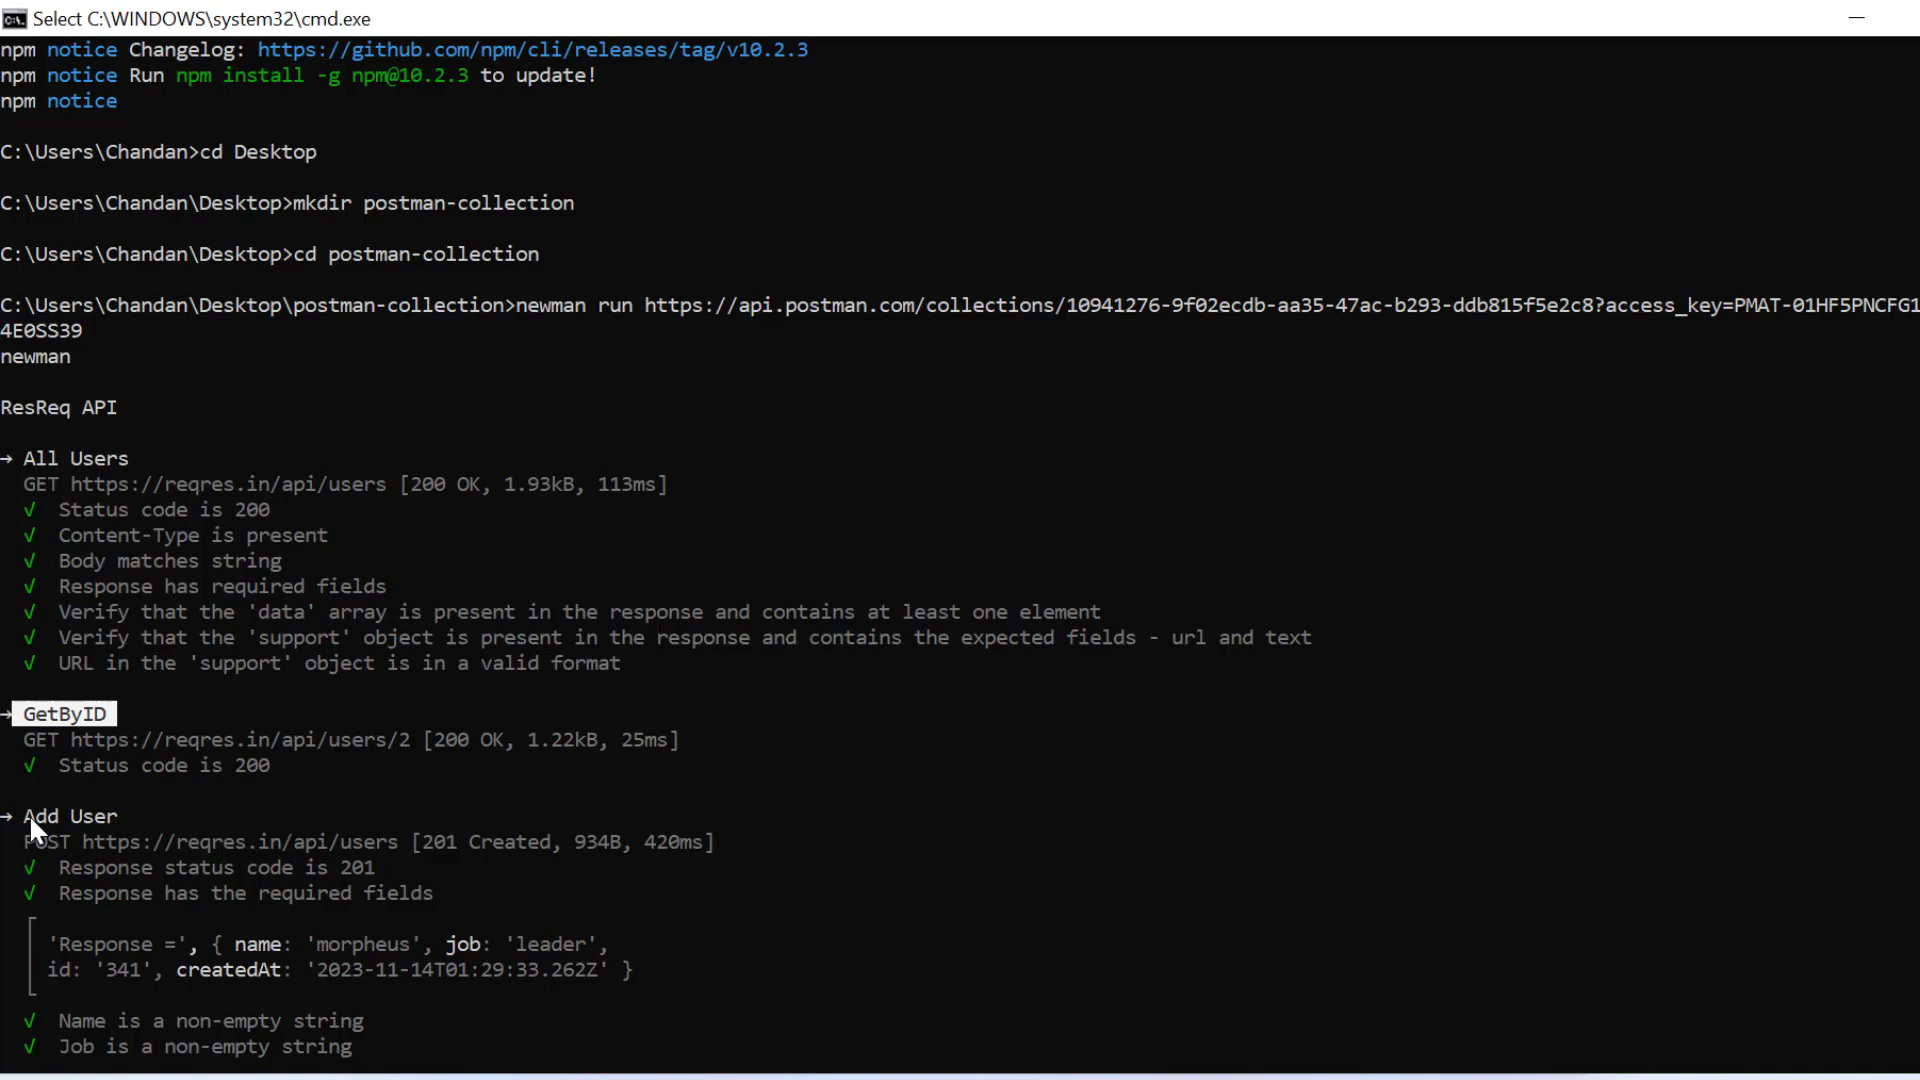 Select C:\WINDOWS\system32\cmd.exe
npm notice Changelog: https://github.com/npm/cli/releases/tag/v10.2.3
npm notice Run npm install -g npm@10.2.3 to update!
npm notice
C:\Users\Chandan>cd Desktop
C:\Users\Chandan\Desktop>mkdir postman-collection
C:\Users\Chandan\Desktop>cd postman-collection
C:\Users\Chandan\Desktop\postman-collection>newman run https://api.postman.com/collections/10941276-9f02ecdb-aa35-47ac-b293-ddb815f5e2c8?access_key=PMAT-01HF5PNCFG1
4E0SS39
newman
ResReq API
→ All Users
GET https://reqres.in/api/users [200 OK, 1.93kB, 113ms]
√ Status code is 200
√ Content-Type is present
√ Body matches string
√ Response has required fields
√ Verify that the 'data' array is present in the response and contains at least one element
√ Verify that the 'support' object is present in the response and contains the expected fields - url and text
√ URL in the 'support' object is in a valid format
→ GetByID
GET https://reqres.in/api/users/2 [200 OK, 1.22kB, 25ms]
√ Status code is 200
→ Add User
POST https://reqres.in/api/users [201 Created, 934B, 420ms]
√ Response status code is 201
√ Response has the required fields
'Response =', { name: 'morpheus', job: 'leader',
id: '341', createdAt: '2023-11-14T01:29:33.262Z' }
√ Name is a non-empty string
√ Job is a non-empty string